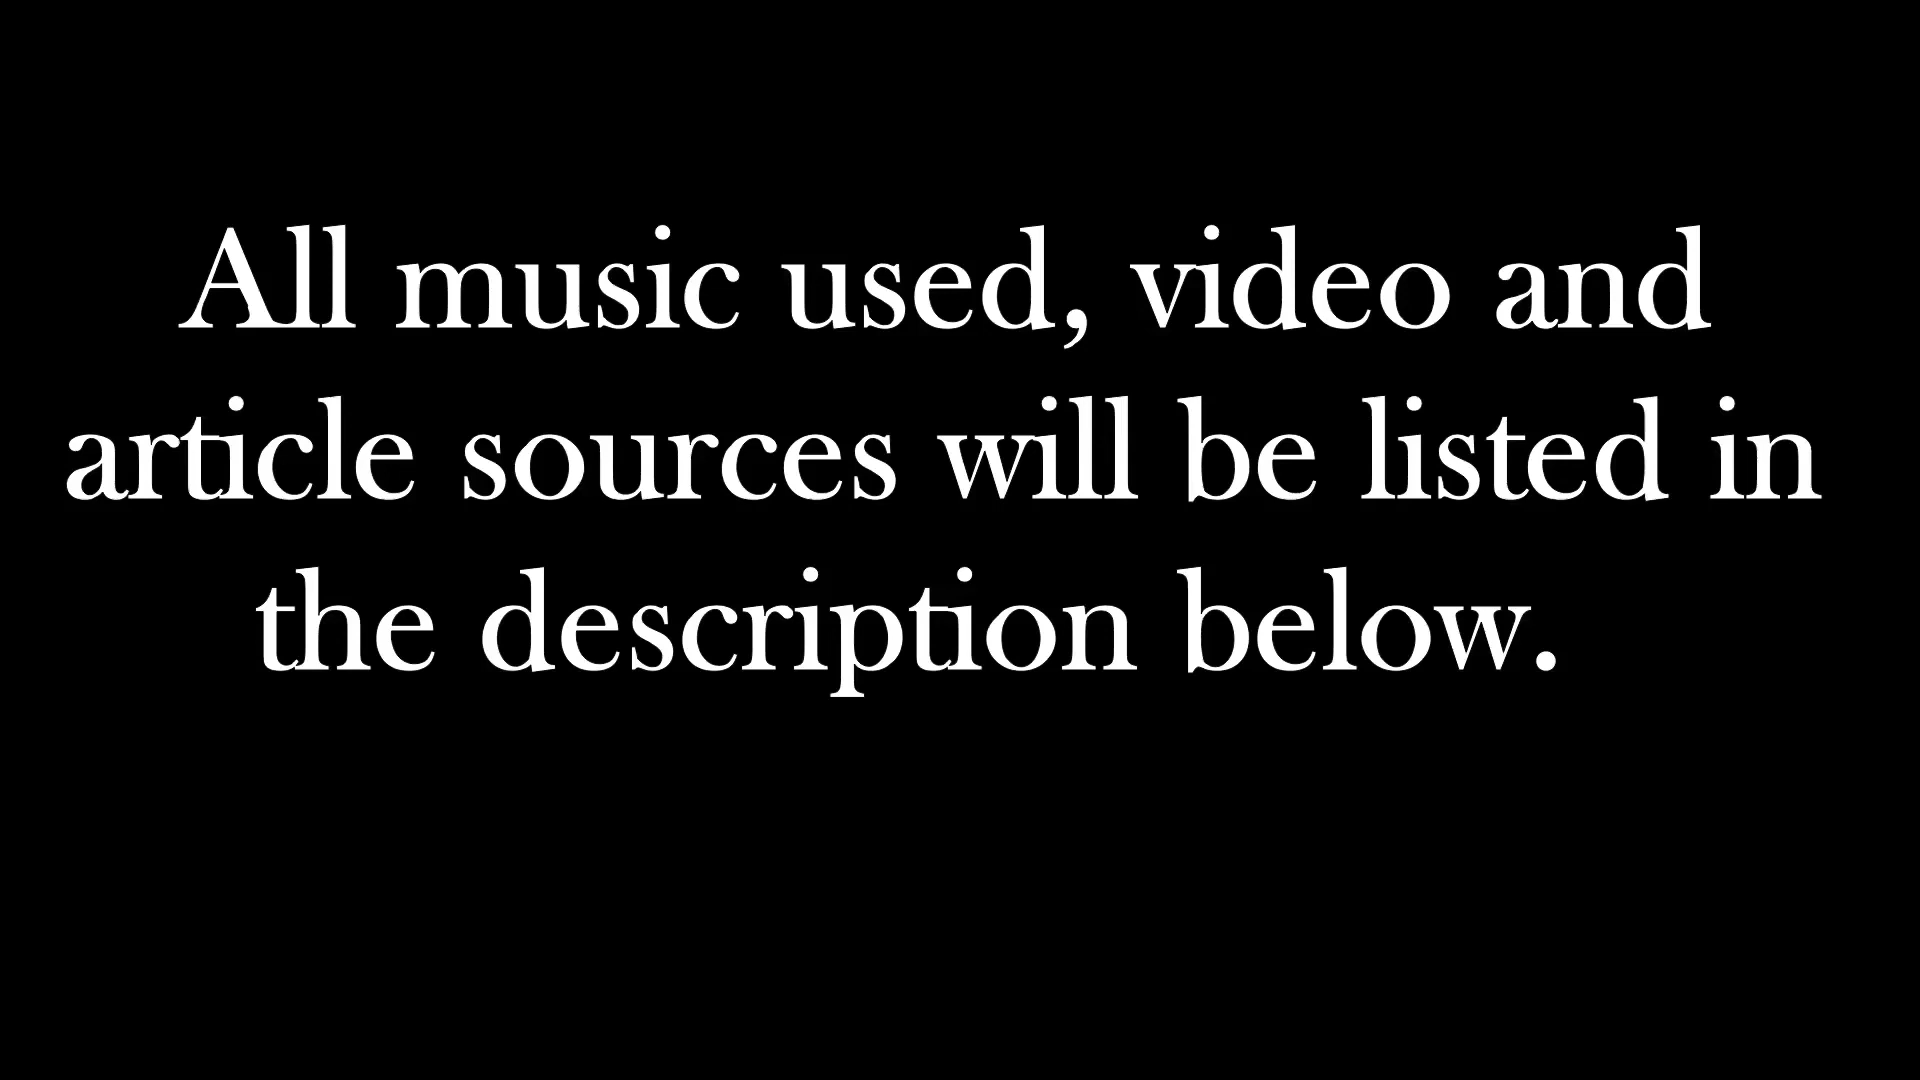 All music used, video and
article sources will be listed in
the description below.